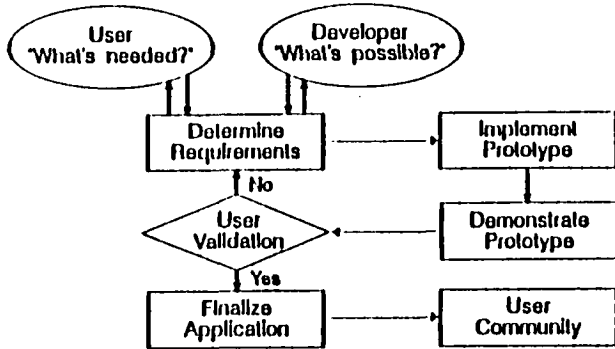 User
"What's needed?"
Developer
"What's possible?"
Determine
Requirements
Implement
Prototype
No
User
Validation
Demonstrate
Prototype
Yes
Finalize
Application
User
Community